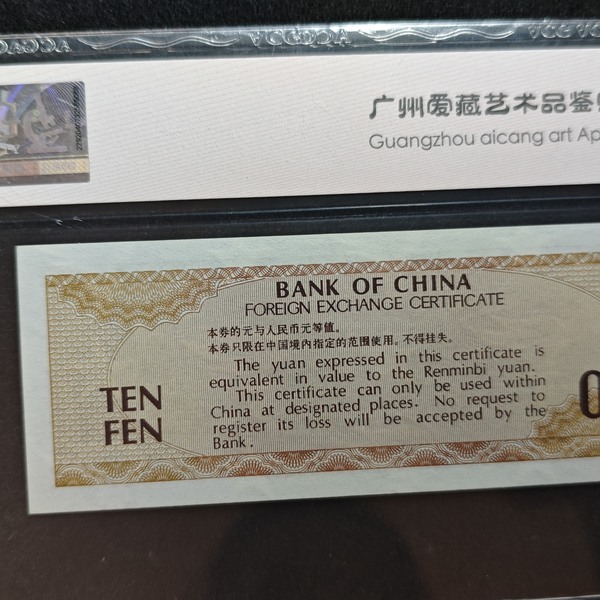 ACGDQA
广州爱藏艺术品鉴
Guangzhou aicang art Ap
BANK OF CHINA
FOREIGN EXCHANGE CERTIFICATE
本券的元与人民币元等值。
本券只限在中国境内指定的范围使用。不得挂失。
The yuan expressed in this certificate is
equivalent in value to the Renminbi yuan.
This certificate can only be used within
China at designated places. No request to
register its loss will be accepted by the
Bank.
TEN
FEN
0